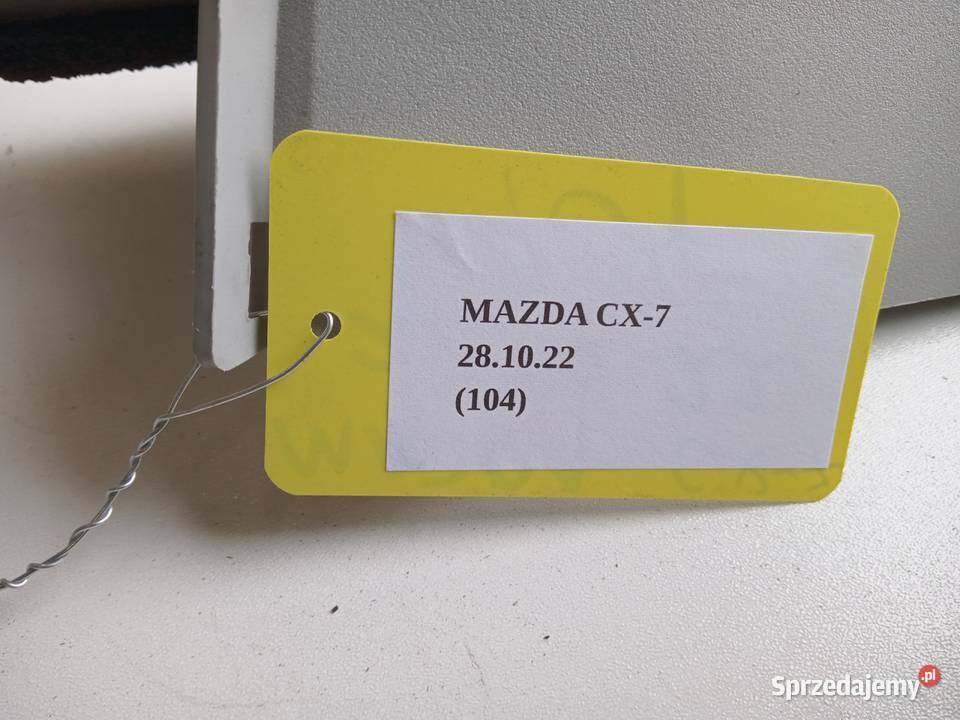 MAZDA CX-7
28.10.22
(104)
Sprzedajemy.pl